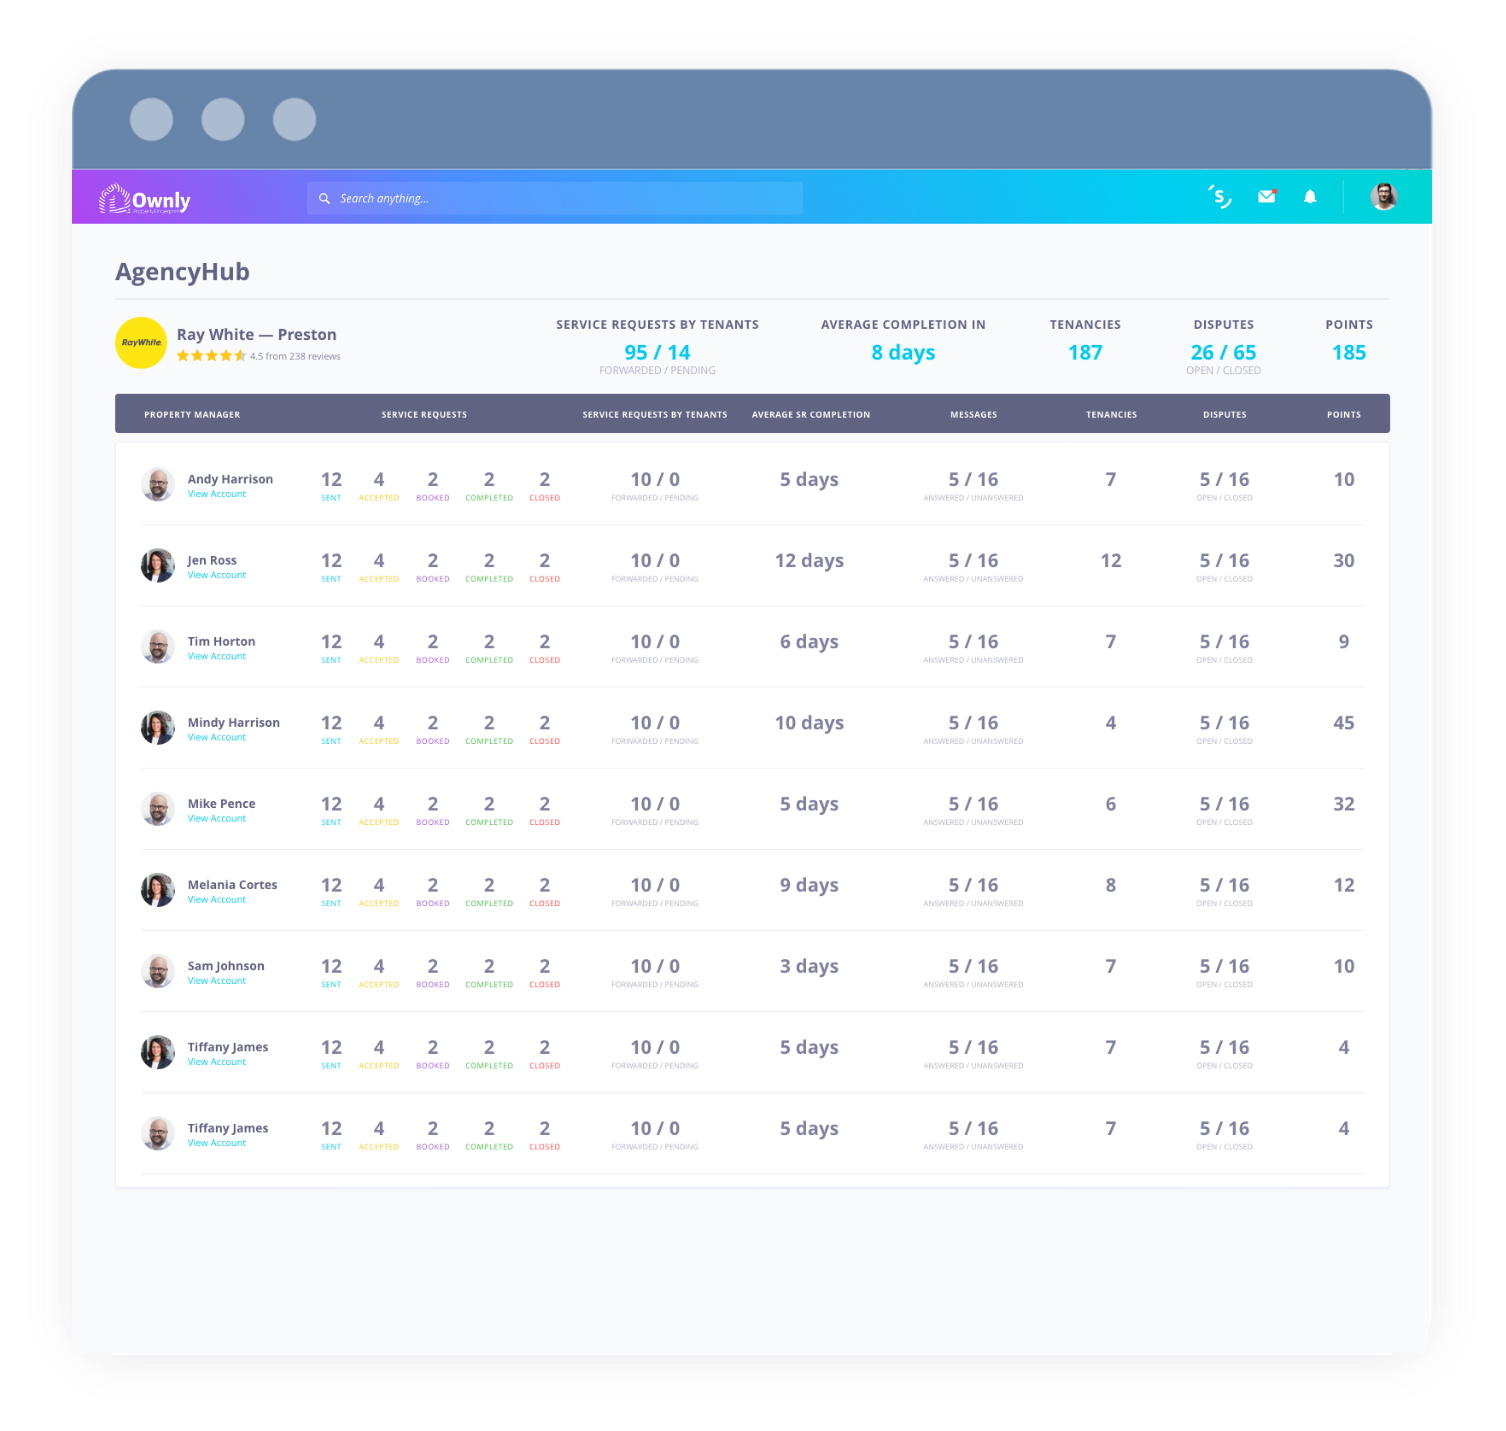 Ownly
Search anything...
AgencyHub
RayWhite
Ray White — Preston
4.5 from 238 reviews
SERVICE REQUESTS BY TENANTS
95 / 14
FORWARDED / PENDING
AVERAGE COMPLETION IN
8 days
TENANCIES
187
DISPUTES
26 / 65
OPEN / CLOSED
POINTS
185
PROPERTY MANAGER SERVICE REQUESTS SERVICE REQUESTS BY TENANTS AVERAGE SR COMPLETION MESSAGES TENANCIES DISPUTES POINTS
Andy Harrison 12 4 2 2 2 10 / 0 5 days 5 / 16 7 5 / 16 10
View Account SENT ACCEPTED BOOKED COMPLETED CLOSED FORWARDED / PENDING ANSWERED / UNANSWERED OPEN / CLOSED
Jen Ross 12 4 2 2 2 10 / 0 12 days 5 / 16 12 5 / 16 30
View Account SENT ACCEPTED BOOKED COMPLETED CLOSED FORWARDED / PENDING ANSWERED / UNANSWERED OPEN / CLOSED
Tim Horton 12 4 2 2 2 10 / 0 6 days 5 / 16 7 5 / 16 9
View Account SENT ACCEPTED BOOKED COMPLETED CLOSED FORWARDED / PENDING ANSWERED / UNANSWERED OPEN / CLOSED
Mindy Harrison 12 4 2 2 2 10 / 0 10 days 5 / 16 4 5 / 16 45
View Account SENT ACCEPTED BOOKED COMPLETED CLOSED FORWARDED / PENDING ANSWERED / UNANSWERED OPEN / CLOSED
Mike Pence 12 4 2 2 2 10 / 0 5 days 5 / 16 6 5 / 16 32
View Account SENT ACCEPTED BOOKED COMPLETED CLOSED FORWARDED / PENDING ANSWERED / UNANSWERED OPEN / CLOSED
Melania Cortes 12 4 2 2 2 10 / 0 9 days 5 / 16 8 5 / 16 12
View Account SENT ACCEPTED BOOKED COMPLETED CLOSED FORWARDED / PENDING ANSWERED / UNANSWERED OPEN / CLOSED
Sam Johnson 12 4 2 2 2 10 / 0 3 days 5 / 16 7 5 / 16 10
View Account SENT ACCEPTED BOOKED COMPLETED CLOSED FORWARDED / PENDING ANSWERED / UNANSWERED OPEN / CLOSED
Tiffany James 12 4 2 2 2 10 / 0 5 days 5 / 16 7 5 / 16 4
View Account SENT ACCEPTED BOOKED COMPLETED CLOSED FORWARDED / PENDING ANSWERED / UNANSWERED OPEN / CLOSED
Tiffany James 12 4 2 2 2 10 / 0 5 days 5 / 16 7 5 / 16 4
View Account SENT ACCEPTED BOOKED COMPLETED CLOSED FORWARDED / PENDING ANSWERED / UNANSWERED OPEN / CLOSED